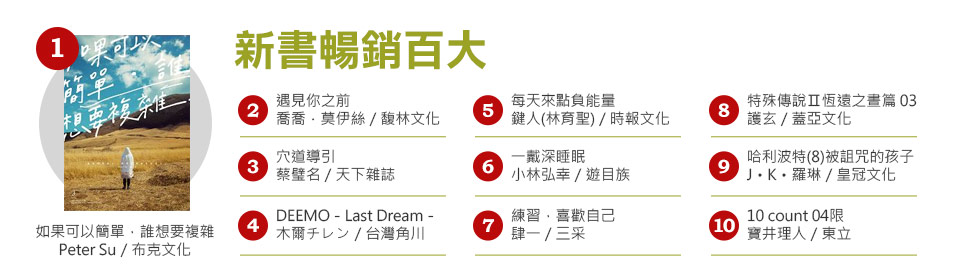 新書暢銷百大
1
如果可以
簡單，誰
想要複雜
如果可以簡單，誰想要複雜
Peter Su / 布克文化
2
遇見你之前
喬喬．莫伊絲 / 馥林文化
3
穴道導引
蔡璧名 / 天下雜誌
4
DEEMO - Last Dream -
木爾チレン / 台灣角川
5
每天來點負能量
鍵人(林育聖) / 時報文化
6
一戴深睡眠
小林弘幸 / 遊目族
7
練習，喜歡自己
肆一 / 三采
8
特殊傳說Ⅱ恆遠之晝篇 03
護玄 / 蓋亞文化
9
哈利波特(8)被詛咒的孩子
J・K・羅琳 / 皇冠文化
10
10 count 04限
寶井理人 / 東立